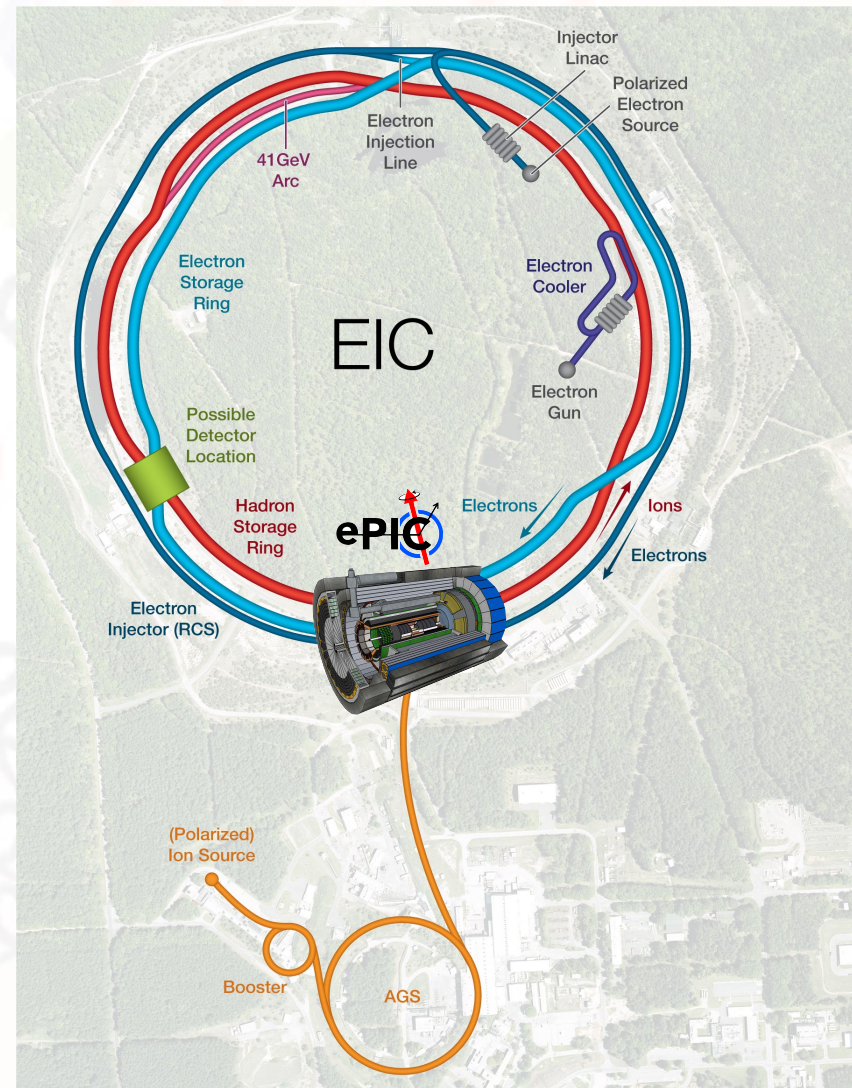 Injector
Linac
Polarized
Electron
Source
Electron
Injection
Line
41GeV
Arc
Electron
Storage
Ring
Electron
Cooler
EIC
Electron
Gun
Possible
Detector
Location
Hadron
Storage
Ring
ePIC
Electrons
Ions
Electrons
Electron
Injector (RCS)
(Polarized)
Ion Source
Booster
AGS